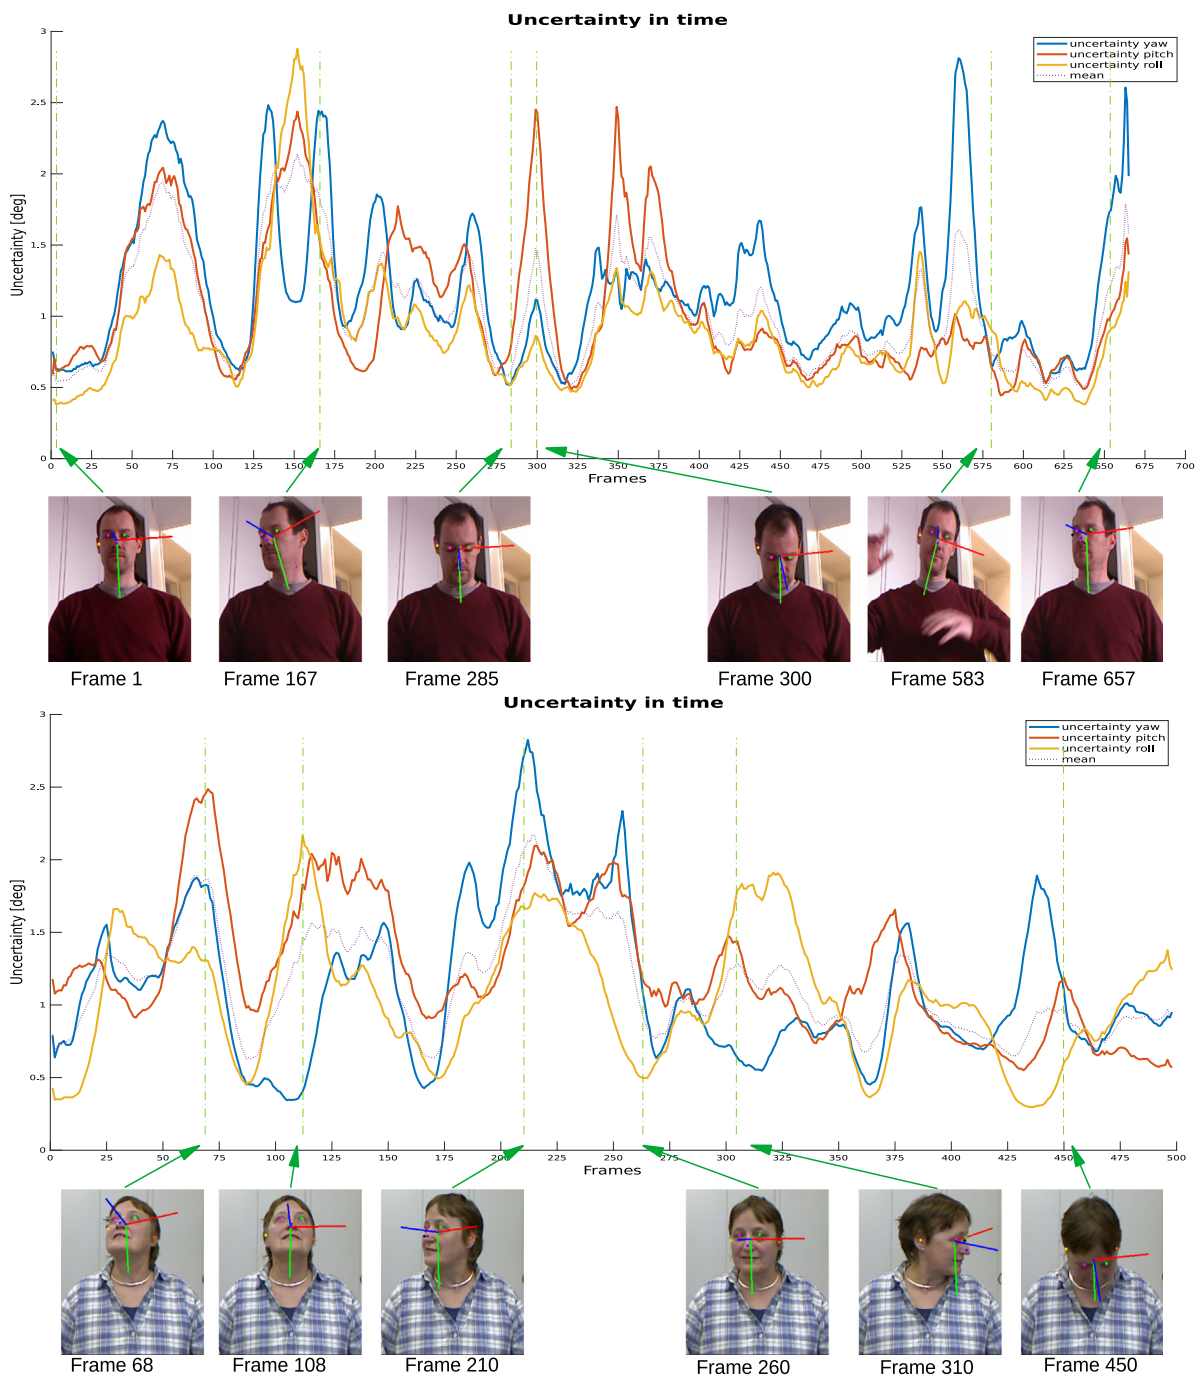 Uncertainty in time
3
2.5
2
1.5
1
0.5
0
Uncertainty [deg]
uncertainty yaw
uncertainty pitch
uncertainty roll
mean
0 25 50 75 100 125 150 175 200 225 250 275 300 325 350 375 400 425 450 475 500 525 550 575 600 625 650 675 700
Frames
Frame 1 Frame 167 Frame 285 Frame 300 Frame 583 Frame 657
Uncertainty in time
3
2.5
2
1.5
1
0.5
0
Uncertainty [deg]
uncertainty yaw
uncertainty pitch
uncertainty roll
mean
0 25 50 75 100 125 150 175 200 225 250 275 300 325 350 375 400 425 450 475 500
Frames
Frame 68 Frame 108 Frame 210 Frame 260 Frame 310 Frame 450